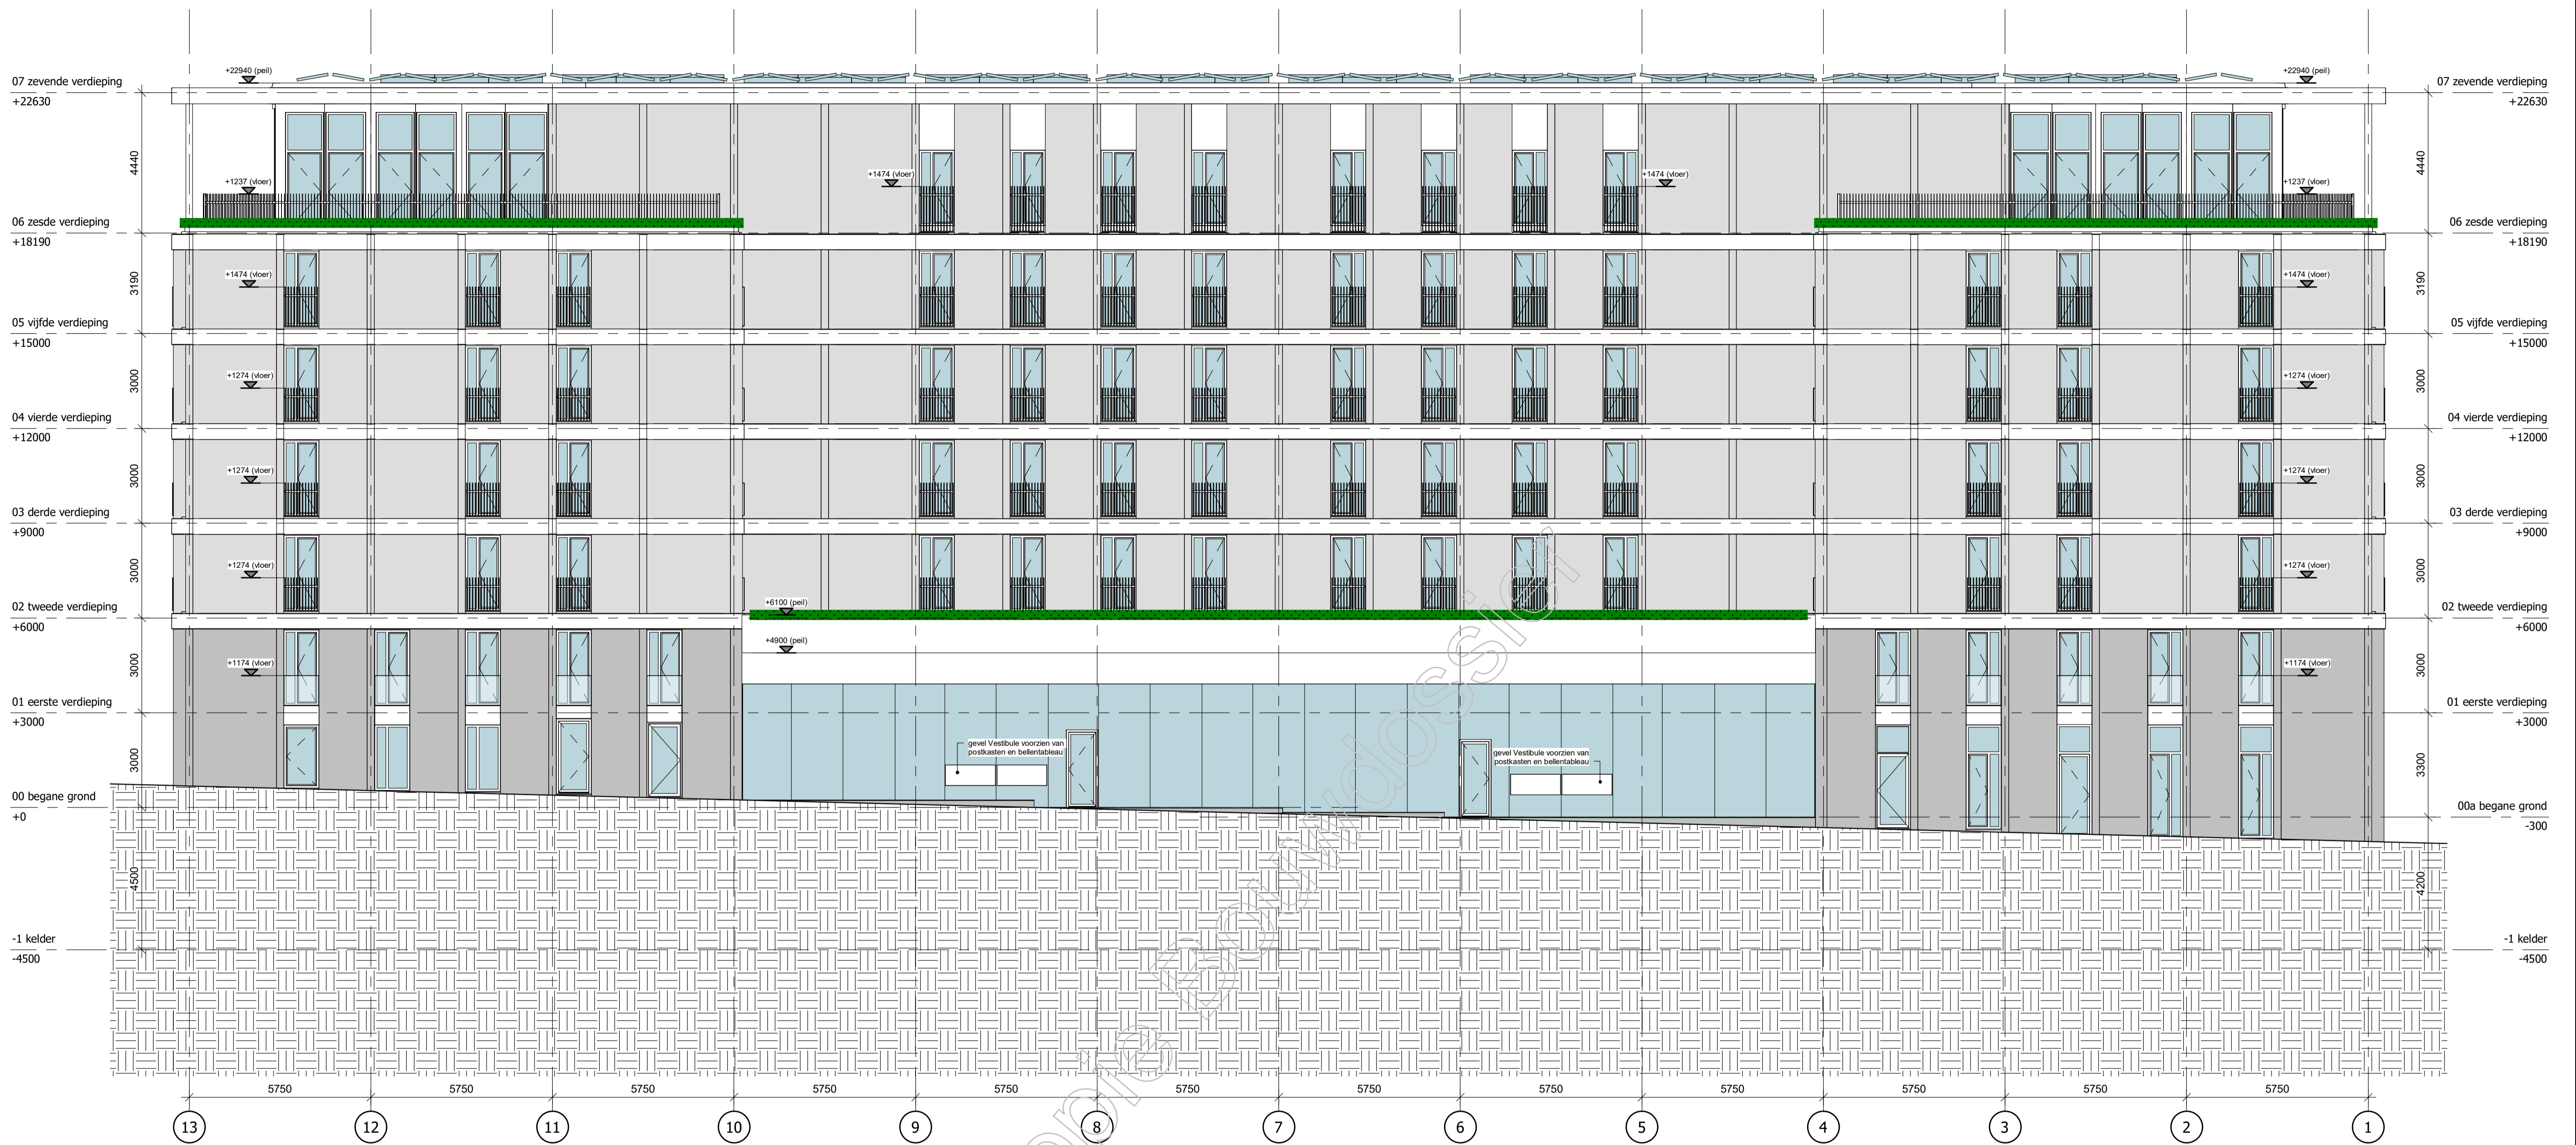 +22940 (peil)
+22940 (peil)
07 zevende verdieping
+22630
07 zevende verdieping
+22630
4440
4440
+1474 (vloer)
+1474 (vloer)
+1237 (vloer)
+1237 (vloer)
06 zesde verdieping
+18190
06 zesde verdieping
+18190
+1474 (vloer)
+1474 (vloer)
3190
3190
05 vijfde verdieping
+15000
05 vijfde verdieping
+15000
+1274 (vloer)
+1274 (vloer)
3000
3000
04 vierde verdieping
+12000
04 vierde verdieping
+12000
+1274 (vloer)
+1274 (vloer)
3000
3000
03 derde verdieping
+9000
03 derde verdieping
+9000
+1274 (vloer)
+1274 (vloer)
3000
3000
+6100 (peil)
02 tweede verdieping
+6000
02 tweede verdieping
+6000
+4900 (peil)
+1174 (vloer)
+1174 (vloer)
3000
3000
01 eerste verdieping
+3000
01 eerste verdieping
+3000
gevel Vestibule voorzien van
postkasten en bellentableau
gevel Vestibule voorzien van
postkasten en bellentableau
3000
3300
00 begane grond
+0
00a begane grond
-300
4500
4200
-1 kelder
-4500
-1 kelder
-4500
opie Bouwdossier
5750 5750 5750 5750 5750 5750 5750 5750 5750 5750 5750 5750
13 12 11 10 9 8 7 6 5 4 3 2 1